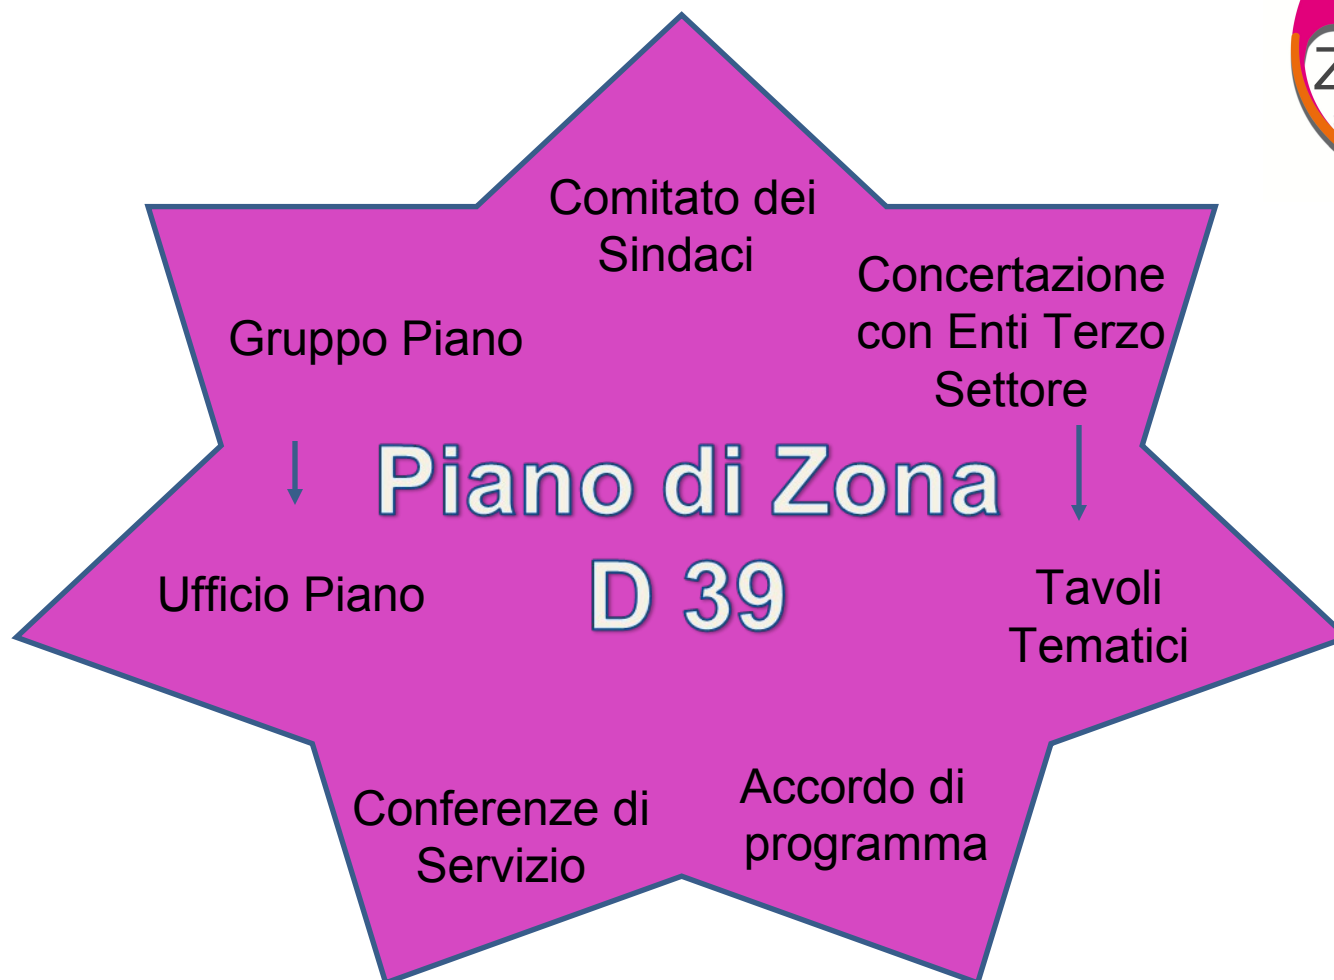 Comitato dei
Sindaci
Concertazione
con Enti Terzo
Settore
Gruppo Piano
Piano di Zona
D 39
Ufficio Piano
Tavoli
Tematici
Conferenze di
Servizio
Accordo di
programma